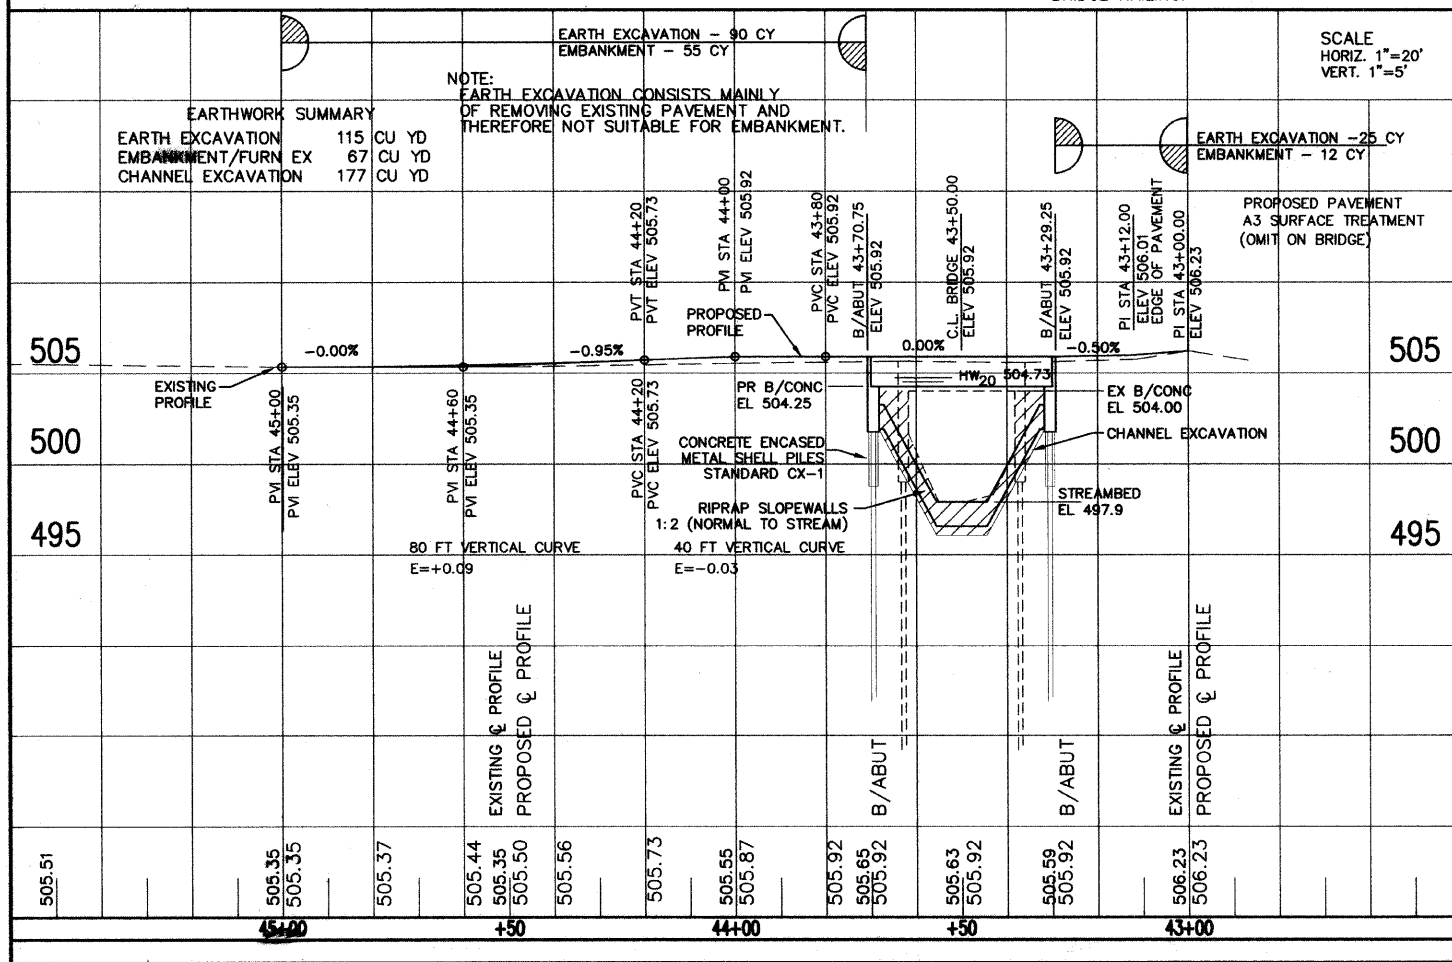 EARTH EXCAVATION - 90 CY
EMBANKMENT - 55 CY
SCALE
HORIZ. 1"=20'
VERT. 1"=5'
NOTE:
EARTH EXCAVATION CONSISTS MAINLY
OF REMOVING EXISTING PAVEMENT AND
THEREFORE NOT SUITABLE FOR EMBANKMENT.
EARTHWORK SUMMARY
EARTH EXCAVATION 115 CU YD
EMBANKMENT/FURN EX 67 CU YD
CHANNEL EXCAVATION 177 CU YD
EARTH EXCAVATION -25 CY
EMBANKMENT - 12 CY
PROPOSED PAVEMENT
A3 SURFACE TREATMENT
(OMIT ON BRIDGE)
PVT STA 44+20
PVT ELEV 505.73
PVI STA 44+00
PVI ELEV 505.92
PVC STA 43+80
PVC ELEV 505.92
B/ABUT 43+70.75
ELEV 505.92
C.L. BRIDGE 43+50.00
ELEV 505.92
B/ABUT 43+29.25
ELEV 505.92
PI STA 43+12.00
ELEV 506.01
EDGE OF PAVEMENT
PI STA 43+00.00
ELEV 506.23
PROPOSED
PROFILE
505
-0.00%
-0.95%
0.00%
-0.50%
505
EXISTING
PROFILE
HW20 504.73
PR B/CONC
EL 504.25
EX B/CONC
EL 504.00
PVI STA 45+00
PVI ELEV 505.35
PVI STA 44+60
PVI ELEV 505.35
PVC STA 44+20
PVC ELEV 505.73
500
CONCRETE ENCASED
METAL SHELL PILES
STANDARD CX-1
CHANNEL EXCAVATION
500
RIPRAP SLOPEWALLS
1:2 (NORMAL TO STREAM)
STREAMBED
EL 497.9
495
495
80 FT VERTICAL CURVE
E=+0.09
40 FT VERTICAL CURVE
E=-0.03
EXISTING ℄ PROFILE
PROPOSED ℄ PROFILE
B/ABUT
B/ABUT
EXISTING ℄ PROFILE
PROPOSED ℄ PROFILE
505.51
505.35
505.35
505.37
505.44
505.35
505.50
505.56
505.73
505.55
505.87
505.92
505.65
505.92
505.63
505.92
505.59
505.92
506.23
506.23
45+00
+50
44+00
+50
43+00